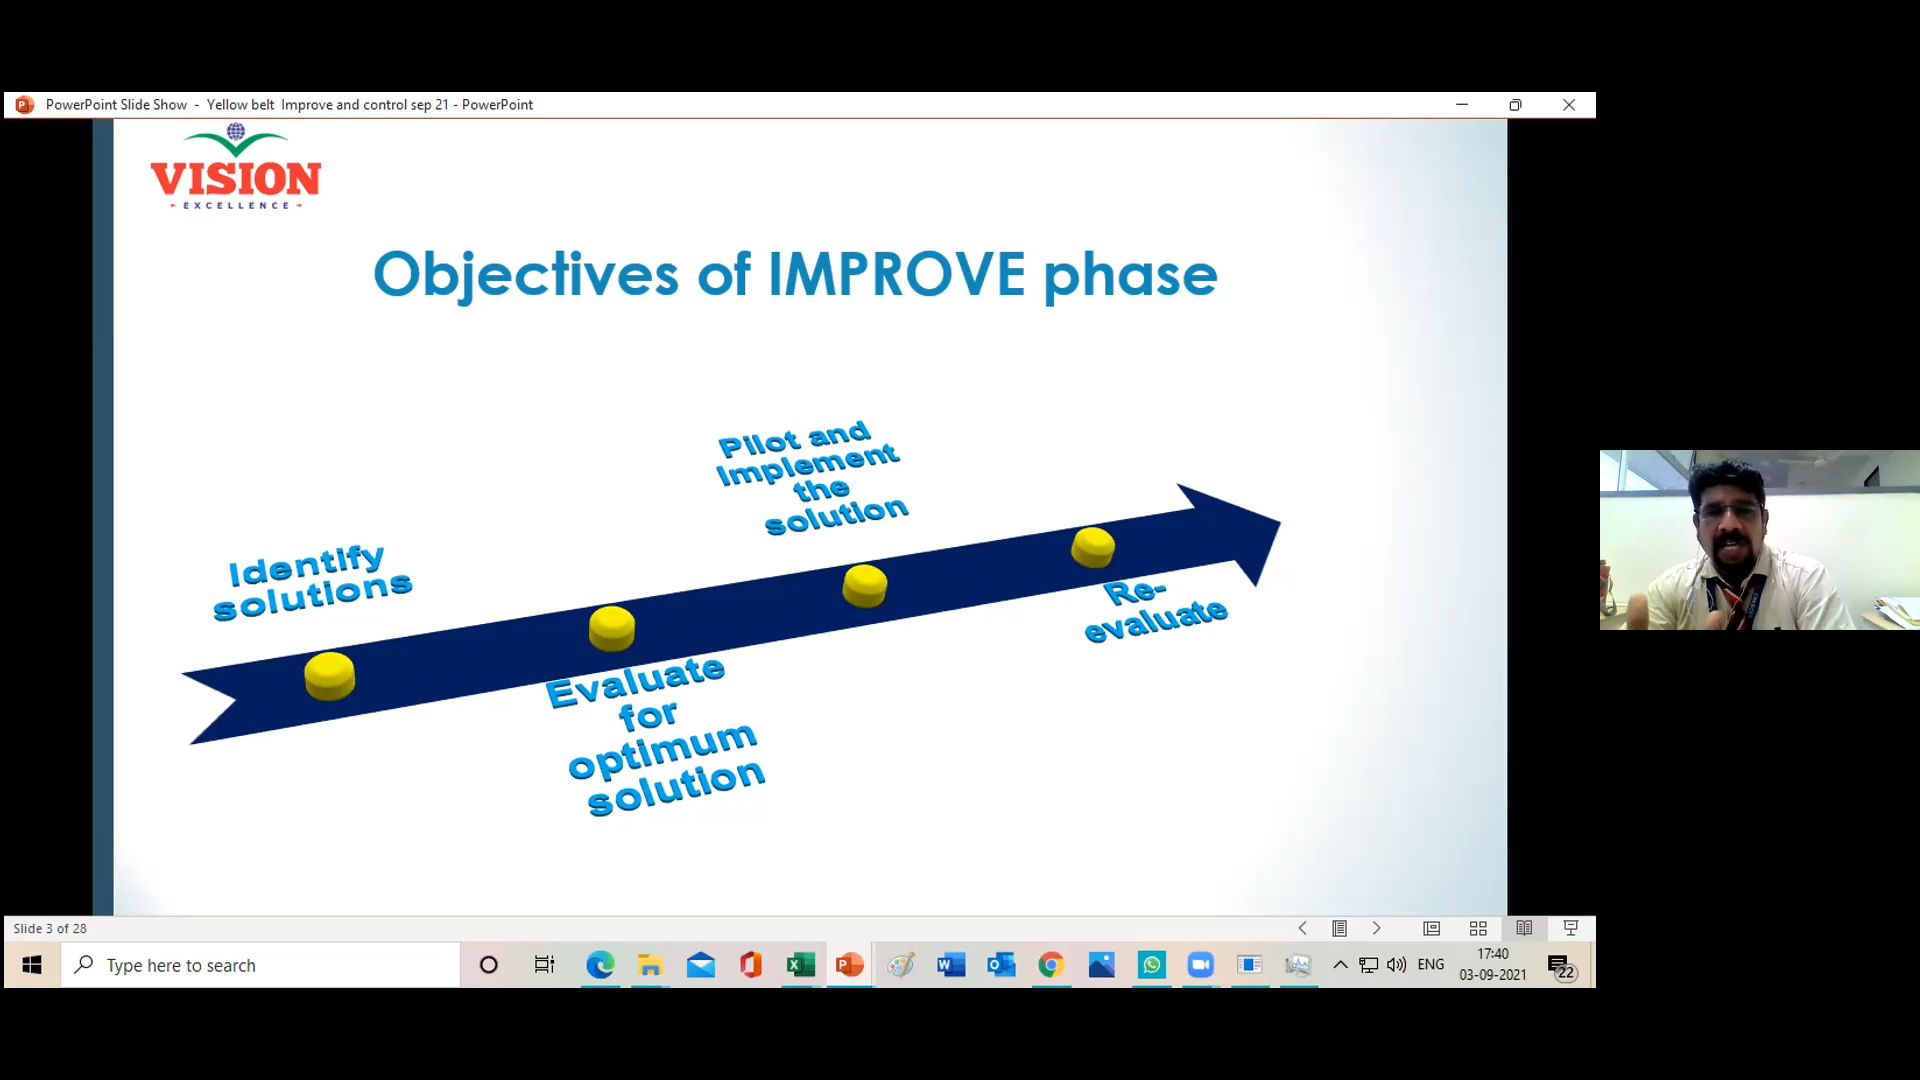 PowerPoint Slide Show - Yellow belt Improve and control sep 21 - PowerPoint
VISION
EXCELLENCE
Objectives of IMPROVE phase
Identify
solutions
Evaluate
for
optimum
solution
Pilot and
Implement
the
solution
Re-
evaluate
Slide 3 of 28
Type here to search
ENG
17:40
03-09-2021
22